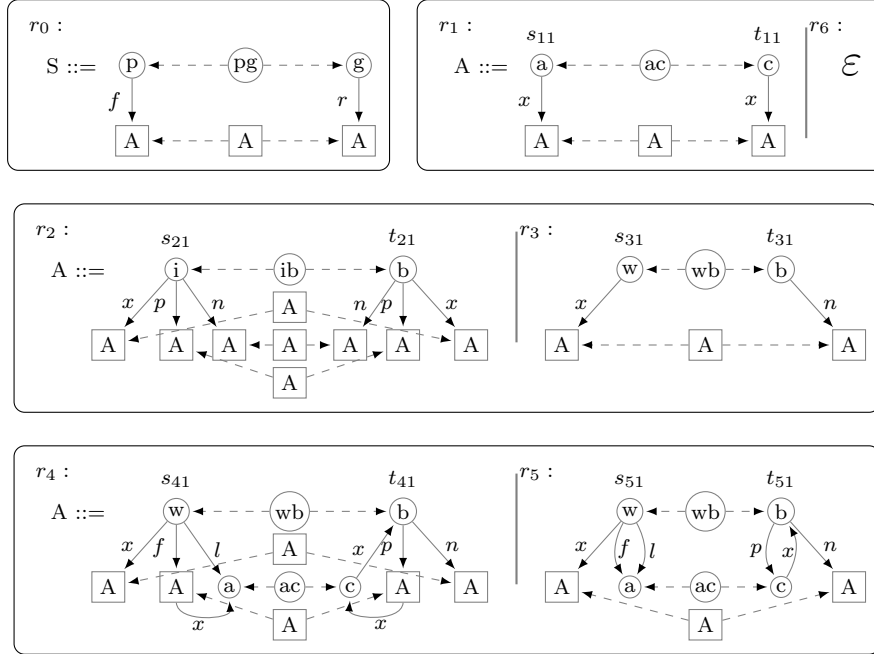 r0 :
S ::= p pg g
f r
A A A
r1 :
s11 t11
A ::= a ac c
x x
A A A
r6 :
ε
r2 :
s21 t21
A ::= i ib b
x p n A n p x
A A A A A A A
A
r3 :
s31 t31
w wb b
x n
A A A
r4 :
s41 t41
A ::= w wb b
x f l A x p n
A A a ac c A A
x A x
r5 :
s51 t51
w wb b
x f l p x n
A a ac c A
A